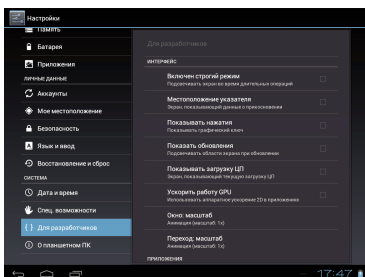 Настройки
Память
Батарея
Приложения
ЛИЧНЫЕ ДАННЫЕ
Аккаунты
Мое местоположение
Безопасность
Язык и ввод
Восстановление и сброс
СИСТЕМА
Дата и время
Спец. возможности
{ } Для разработчиков
О планшетном ПК
Для разработчиков
ИНТЕРФЕЙС
Включен строгий режим
Подсвечивать экран во время длительных операций
Местоположение указателя
Экран, показывающий данные о прикосновении
Показывать нажатия
Показывать графический ключ
Показать обновления
Подсвечивать области экрана при обновлении
Показывать загрузку ЦП
Экран, показывающий текущую загрузку ЦП
Ускорить работу GPU
Использовать аппаратное ускорение 2D в приложениях
Окно: масштаб
Анимация (масштаб: 1x)
Переход: масштаб
Анимация (масштаб: 1x)
ПРИЛОЖЕНИЯ
17:47